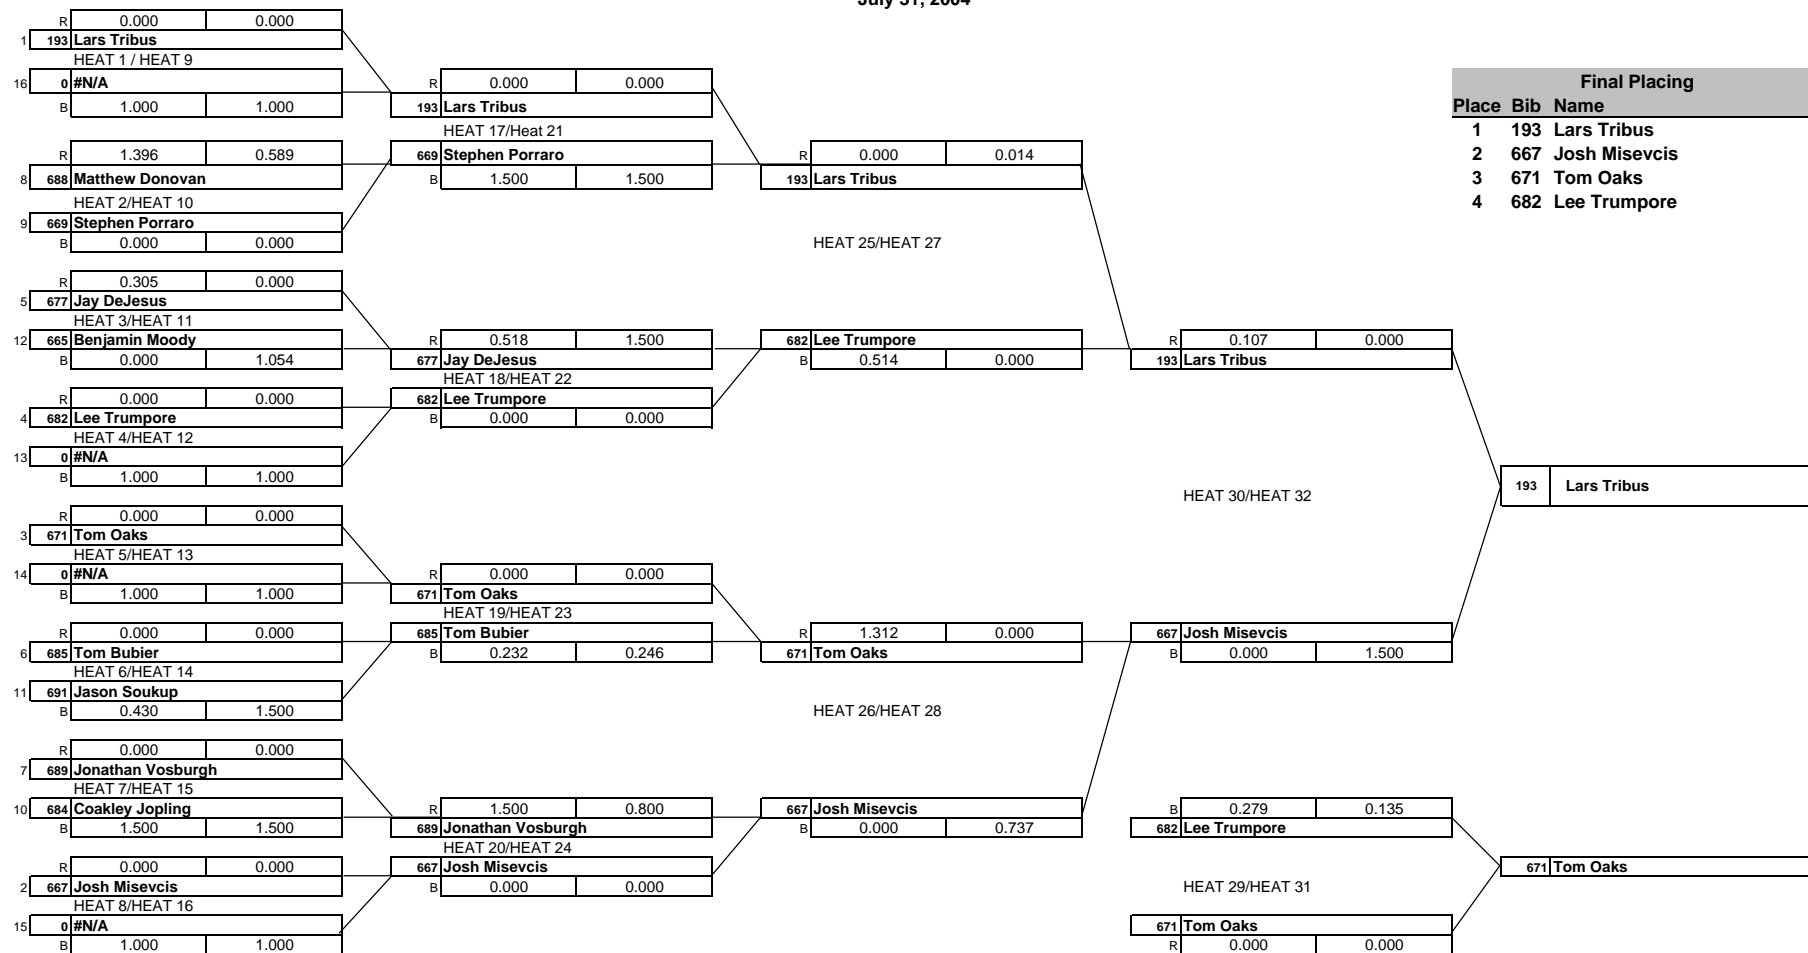 July 31, 2004
R 0.000 0.000
1 193 Lars Tribus
HEAT 1 / HEAT 9
16 0 #N/A
B 1.000 1.000
R 1.396 0.589
8 688 Matthew Donovan
HEAT 2/HEAT 10
9 669 Stephen Porraro
B 0.000 0.000
R 0.305 0.000
5 677 Jay DeJesus
HEAT 3/HEAT 11
12 665 Benjamin Moody
B 0.000 1.054
R 0.000 0.000
4 682 Lee Trumpore
HEAT 4/HEAT 12
13 0 #N/A
B 1.000 1.000
R 0.000 0.000
3 671 Tom Oaks
HEAT 5/HEAT 13
14 0 #N/A
B 1.000 1.000
R 0.000 0.000
6 685 Tom Bubier
HEAT 6/HEAT 14
11 691 Jason Soukup
B 0.430 1.500
R 0.000 0.000
7 689 Jonathan Vosburgh
HEAT 7/HEAT 15
10 684 Coakley Jopling
B 1.500 1.500
R 0.000 0.000
2 667 Josh Misevcis
HEAT 8/HEAT 16
15 0 #N/A
B 1.000 1.000
R 0.000 0.000
193 Lars Tribus
HEAT 17/Heat 21
669 Stephen Porraro
B 1.500 1.500
R 0.518 1.500
677 Jay DeJesus
HEAT 18/HEAT 22
682 Lee Trumpore
B 0.000 0.000
R 0.000 0.000
671 Tom Oaks
HEAT 19/HEAT 23
685 Tom Bubier
B 0.232 0.246
R 1.500 0.800
689 Jonathan Vosburgh
HEAT 20/HEAT 24
667 Josh Misevcis
B 0.000 0.000
R 0.000 0.014
193 Lars Tribus
HEAT 25/HEAT 27
682 Lee Trumpore
B 0.514 0.000
R 1.312 0.000
671 Tom Oaks
HEAT 26/HEAT 28
667 Josh Misevcis
B 0.000 0.737
R 0.107 0.000
193 Lars Tribus
HEAT 30/HEAT 32
667 Josh Misevcis
B 0.000 1.500
B 0.279 0.135
682 Lee Trumpore
HEAT 29/HEAT 31
671 Tom Oaks
R 0.000 0.000
193 Lars Tribus
671 Tom Oaks
Final Placing
Place Bib Name
1 193 Lars Tribus
2 667 Josh Misevcis
3 671 Tom Oaks
4 682 Lee Trumpore